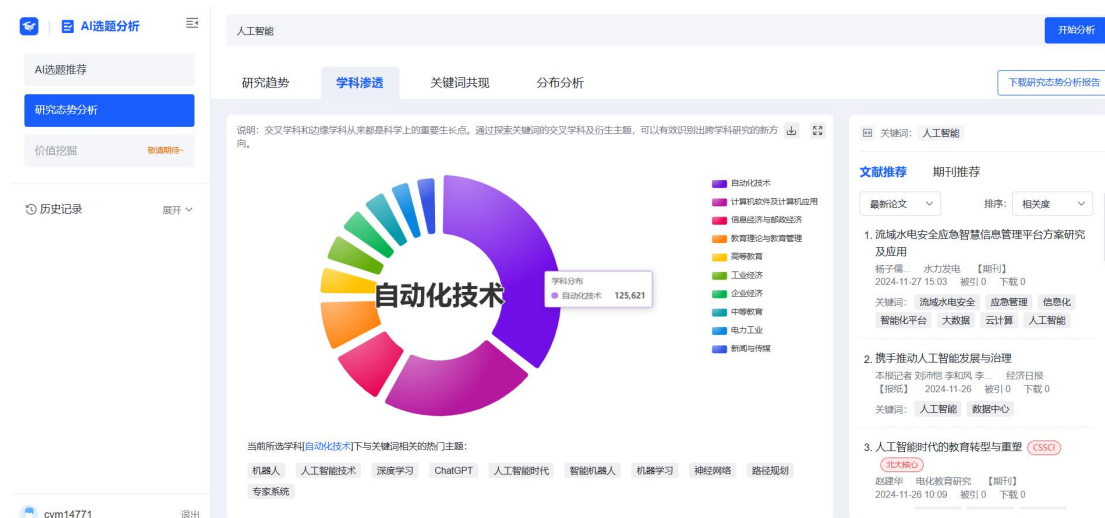 AI选题分析
AI选题推荐
研究态势分析
价值挖掘 敬请期待~
历史记录 展开
cym14771 退出
人工智能 开始分析
研究趋势 学科渗透 关键词共现 分布分析 下载研究态势分析报告
说明：交叉学科和边缘学科从来都是科学上的重要生长点。通过探索关键词的交叉学科及衍生主题，可以有效识别出跨学科研究的新方
向。
自动化技术
学科分布
自动化技术 125,621
自动化技术
计算机软件及计算机应用
信息经济与邮政经济
教育理论与教育管理
高等教育
工业经济
企业经济
中等教育
电力工业
新闻与传媒
当前所选学科[自动化技术]下与关键词相关的热门主题：
机器人 人工智能技术 深度学习 ChatGPT 人工智能时代 智能机器人 机器学习 神经网络 路径规划
专家系统
关键词： 人工智能
文献推荐 期刊推荐
最新论文 排序： 相关度
1. 流域水电安全应急智慧信息管理平台方案研究
及应用
杨子儒... 水力发电 【期刊】
2024-11-27 15:03 被引 0 下载 0
关键词： 流域水电安全 应急管理 信息化
智能化平台 大数据 云计算 人工智能
2. 携手推动人工智能发展与治理
本报记者 刘沛恺 李和风 李... 经济日报
【报纸】 2024-11-26 被引 0 下载 0
关键词： 人工智能 数据中心
3. 人工智能时代的教育转型与重塑 CSSCI
北大核心
赵建华 电化教育研究 【期刊】
2024-11-26 10:09 被引 0 下载 0